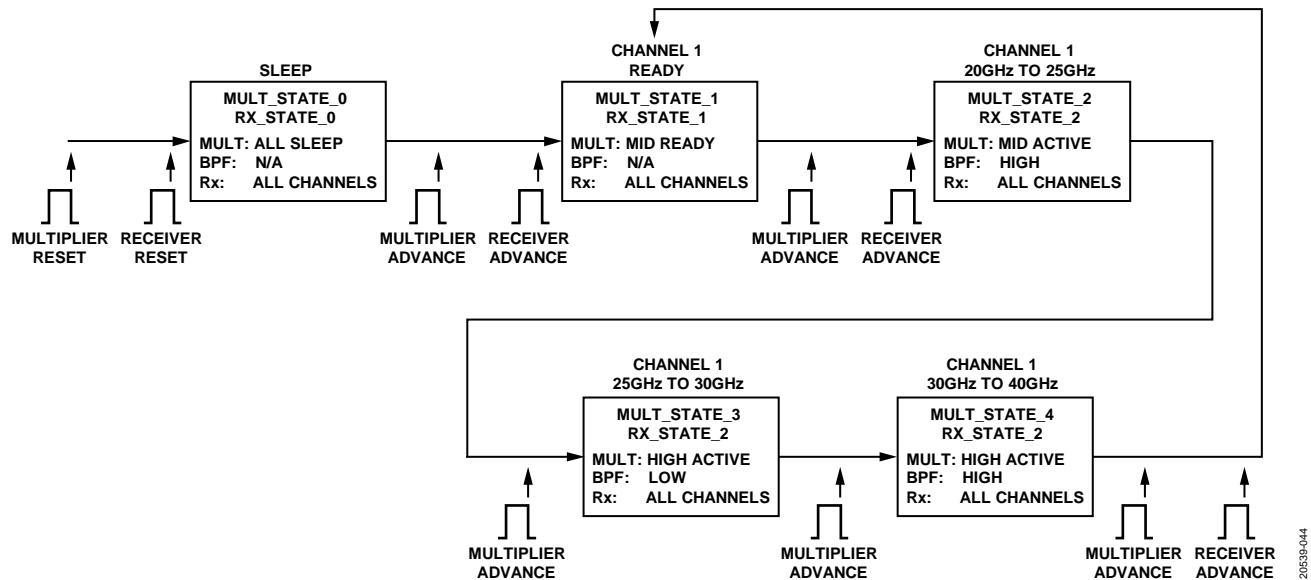 SLEEP
MULT_STATE_0
RX_STATE_0
MULT: ALL SLEEP
BPF: N/A
Rx: ALL CHANNELS
MULTIPLIER
RESET
RECEIVER
RESET
MULTIPLIER
ADVANCE
RECEIVER
ADVANCE
CHANNEL 1
READY
MULT_STATE_1
RX_STATE_1
MULT: MID READY
BPF: N/A
Rx: ALL CHANNELS
MULTIPLIER
ADVANCE
RECEIVER
ADVANCE
CHANNEL 1
20GHz TO 25GHz
MULT_STATE_2
RX_STATE_2
MULT: MID ACTIVE
BPF: HIGH
Rx: ALL CHANNELS
MULTIPLIER
ADVANCE
CHANNEL 1
25GHz TO 30GHz
MULT_STATE_3
RX_STATE_2
MULT: HIGH ACTIVE
BPF: LOW
Rx: ALL CHANNELS
MULTIPLIER
ADVANCE
CHANNEL 1
30GHz TO 40GHz
MULT_STATE_4
RX_STATE_2
MULT: HIGH ACTIVE
BPF: HIGH
Rx: ALL CHANNELS
MULTIPLIER
ADVANCE
RECEIVER
ADVANCE
20539-044